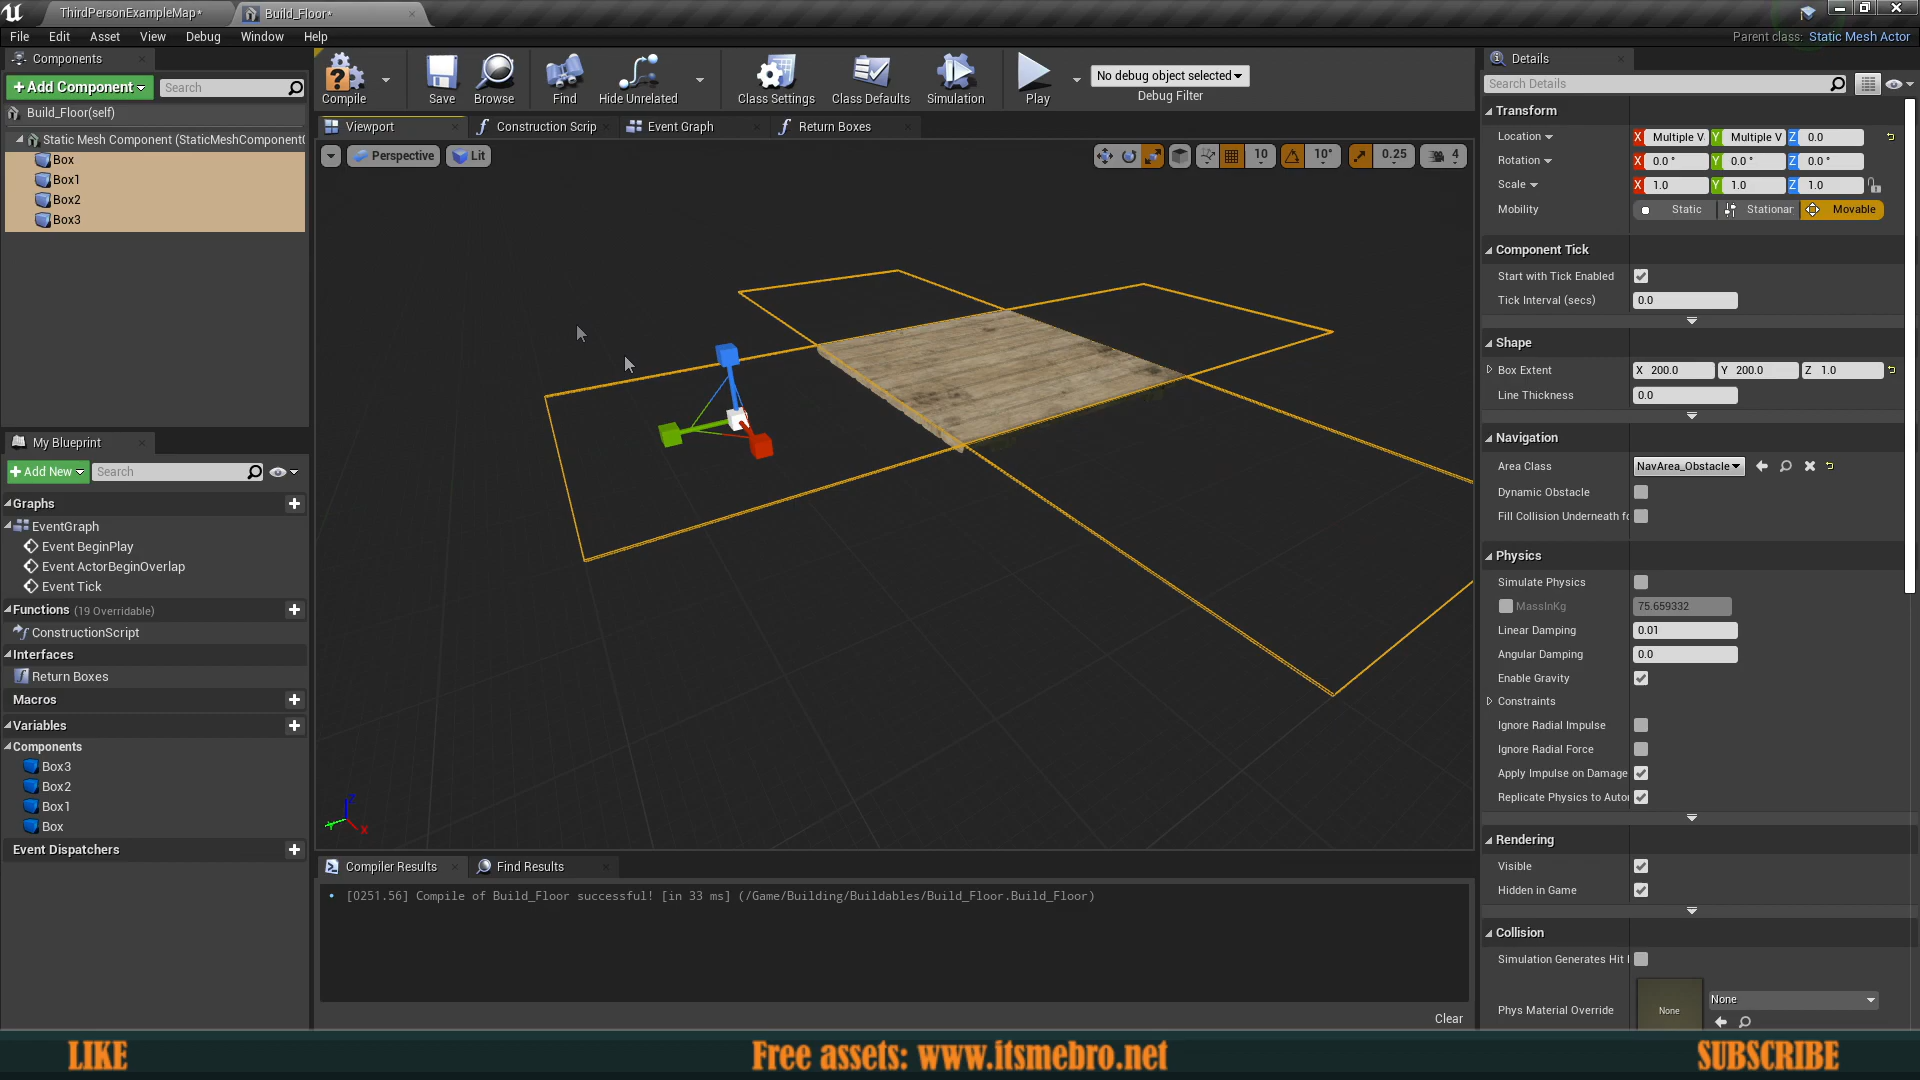 ThirdPersonExampleMap*
Build_Floor*
File Edit Asset View Debug Window Help
Parent class: Static Mesh Actor
Components
+Add Component
Search
Build_Floor(self)
Static Mesh Component (StaticMeshComponent0
Box
Box1
Box2
Box3
My Blueprint
+Add New
Search
Graphs
EventGraph
Event BeginPlay
Event ActorBeginOverlap
Event Tick
Functions (19 Overridable)
ConstructionScript
Interfaces
Return Boxes
Macros
Variables
Components
Box3
Box2
Box1
Box
Event Dispatchers
Compile Save Browse Find Hide Unrelated Class Settings Class Defaults Simulation Play
No debug object selected
Debug Filter
Viewport Construction Scrip Event Graph Return Boxes
Perspective Lit
10 10° 0.25 4
Z
X
Compiler Results Find Results
• [0251.56] Compile of Build_Floor successful! [in 33 ms] (/Game/Building/Buildables/Build_Floor.Build_Floor)
Clear
Details
Search Details
Transform
Location X Multiple V Y Multiple V Z 0.0
Rotation X 0.0 ° Y 0.0 ° Z 0.0 °
Scale X 1.0 Y 1.0 Z 1.0
Mobility Static Stationar Movable
Component Tick
Start with Tick Enabled
Tick Interval (secs) 0.0
Shape
Box Extent X 200.0 Y 200.0 Z 1.0
Line Thickness 0.0
Navigation
Area Class NavArea_Obstacle
Dynamic Obstacle
Fill Collision Underneath fo
Physics
Simulate Physics
MassInKg 75.659332
Linear Damping 0.01
Angular Damping 0.0
Enable Gravity
Constraints
Ignore Radial Impulse
Ignore Radial Force
Apply Impulse on Damage
Replicate Physics to Auton
Rendering
Visible
Hidden in Game
Collision
Simulation Generates Hit
Phys Material Override None None
LIKE
Free assets: www.itsmebro.net
SUBSCRIBE